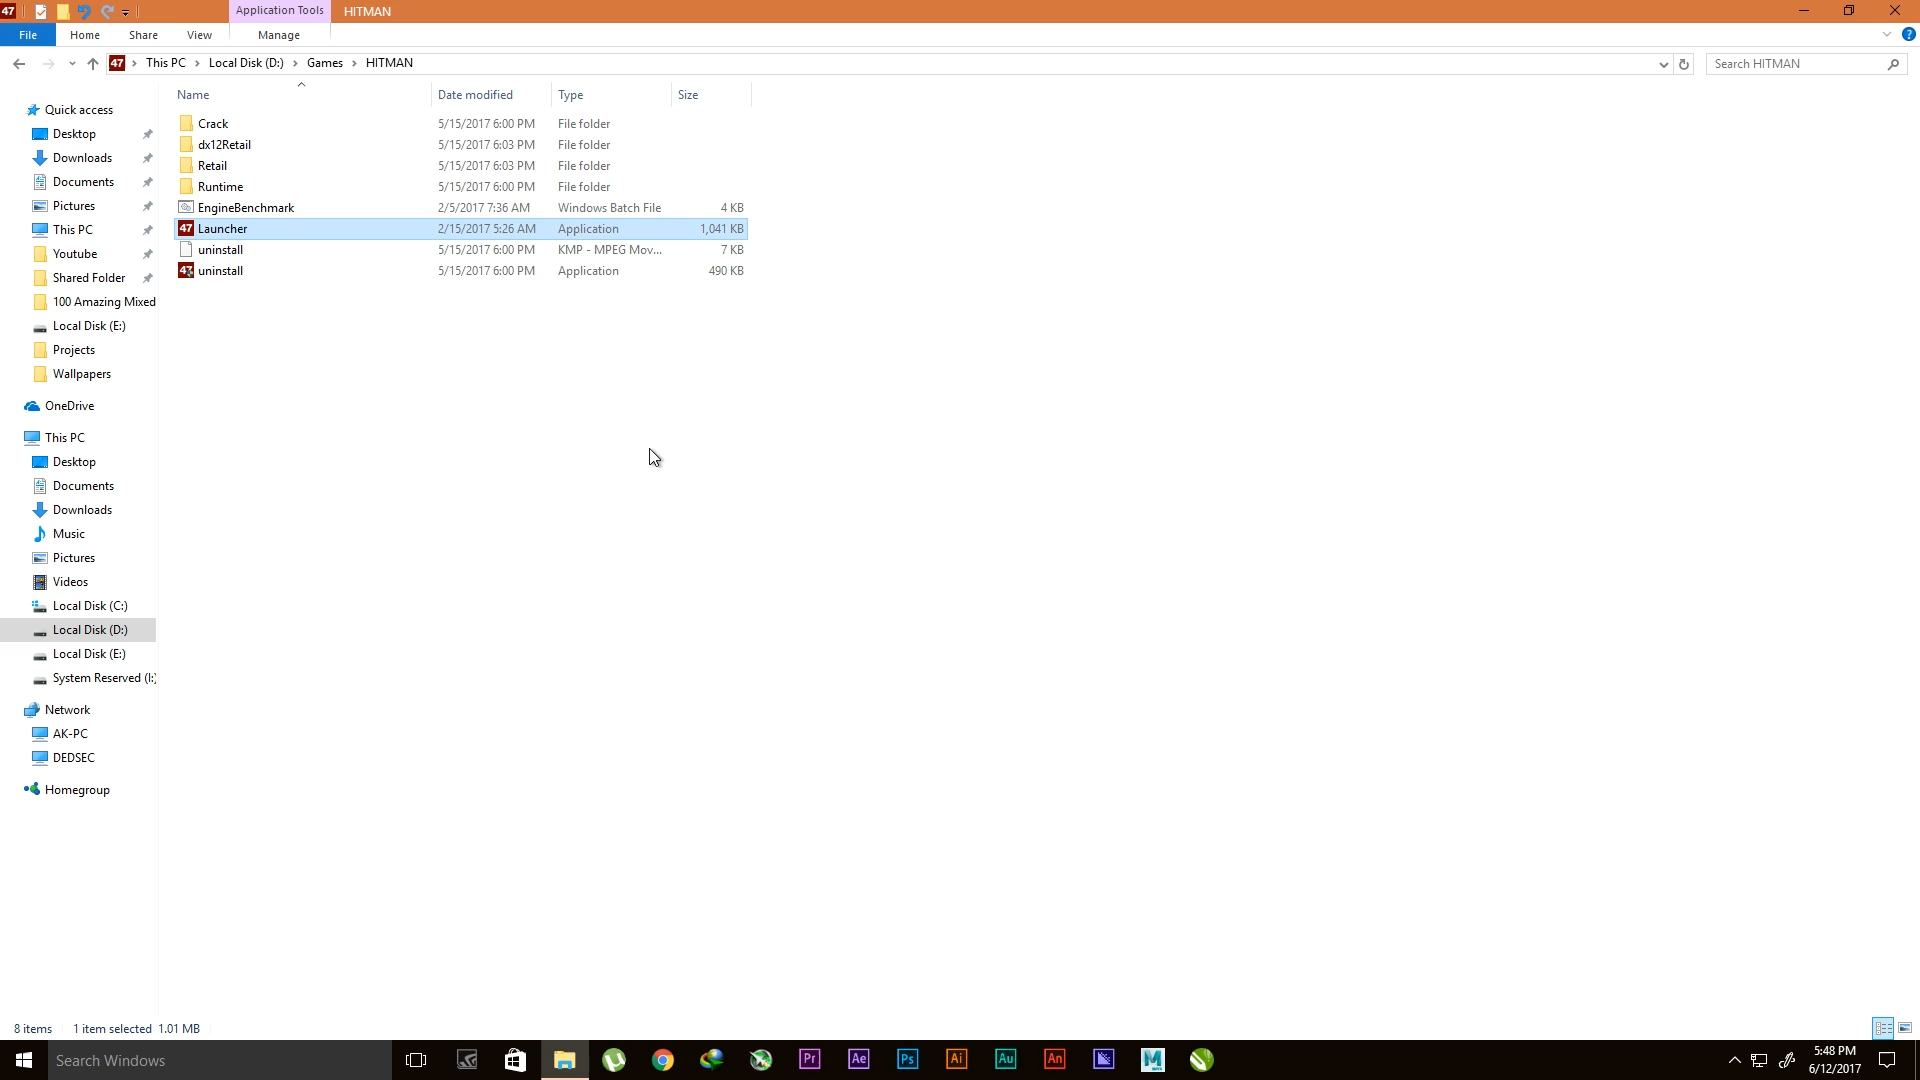 47
Application Tools
HITMAN
File
Home
Share
View
Manage
47
This PC
Local Disk (D:)
Games
HITMAN
Search HITMAN
Name
Date modified
Type
Size
Crack 5/15/2017 6:00 PM File folder
dx12Retail 5/15/2017 6:03 PM File folder
Retail 5/15/2017 6:03 PM File folder
Runtime 5/15/2017 6:00 PM File folder
EngineBenchmark 2/5/2017 7:36 AM Windows Batch File 4 KB
47 Launcher 2/15/2017 5:26 AM Application 1,041 KB
uninstall 5/15/2017 6:00 PM KMP - MPEG Mov... 7 KB
47 uninstall 5/15/2017 6:00 PM Application 490 KB
Quick access
Desktop
Downloads
Documents
Pictures
This PC
Youtube
Shared Folder
100 Amazing Mixed
Local Disk (E:)
Projects
Wallpapers
OneDrive
This PC
Desktop
Documents
Downloads
Music
Pictures
Videos
Local Disk (C:)
Local Disk (D:)
Local Disk (E:)
System Reserved (I:)
Network
AK-PC
DEDSEC
Homegroup
8 items
1 item selected 1.01 MB
Search Windows
Pr
Ae
Ps
Ai
Au
An
M
5:48 PM
6/12/2017